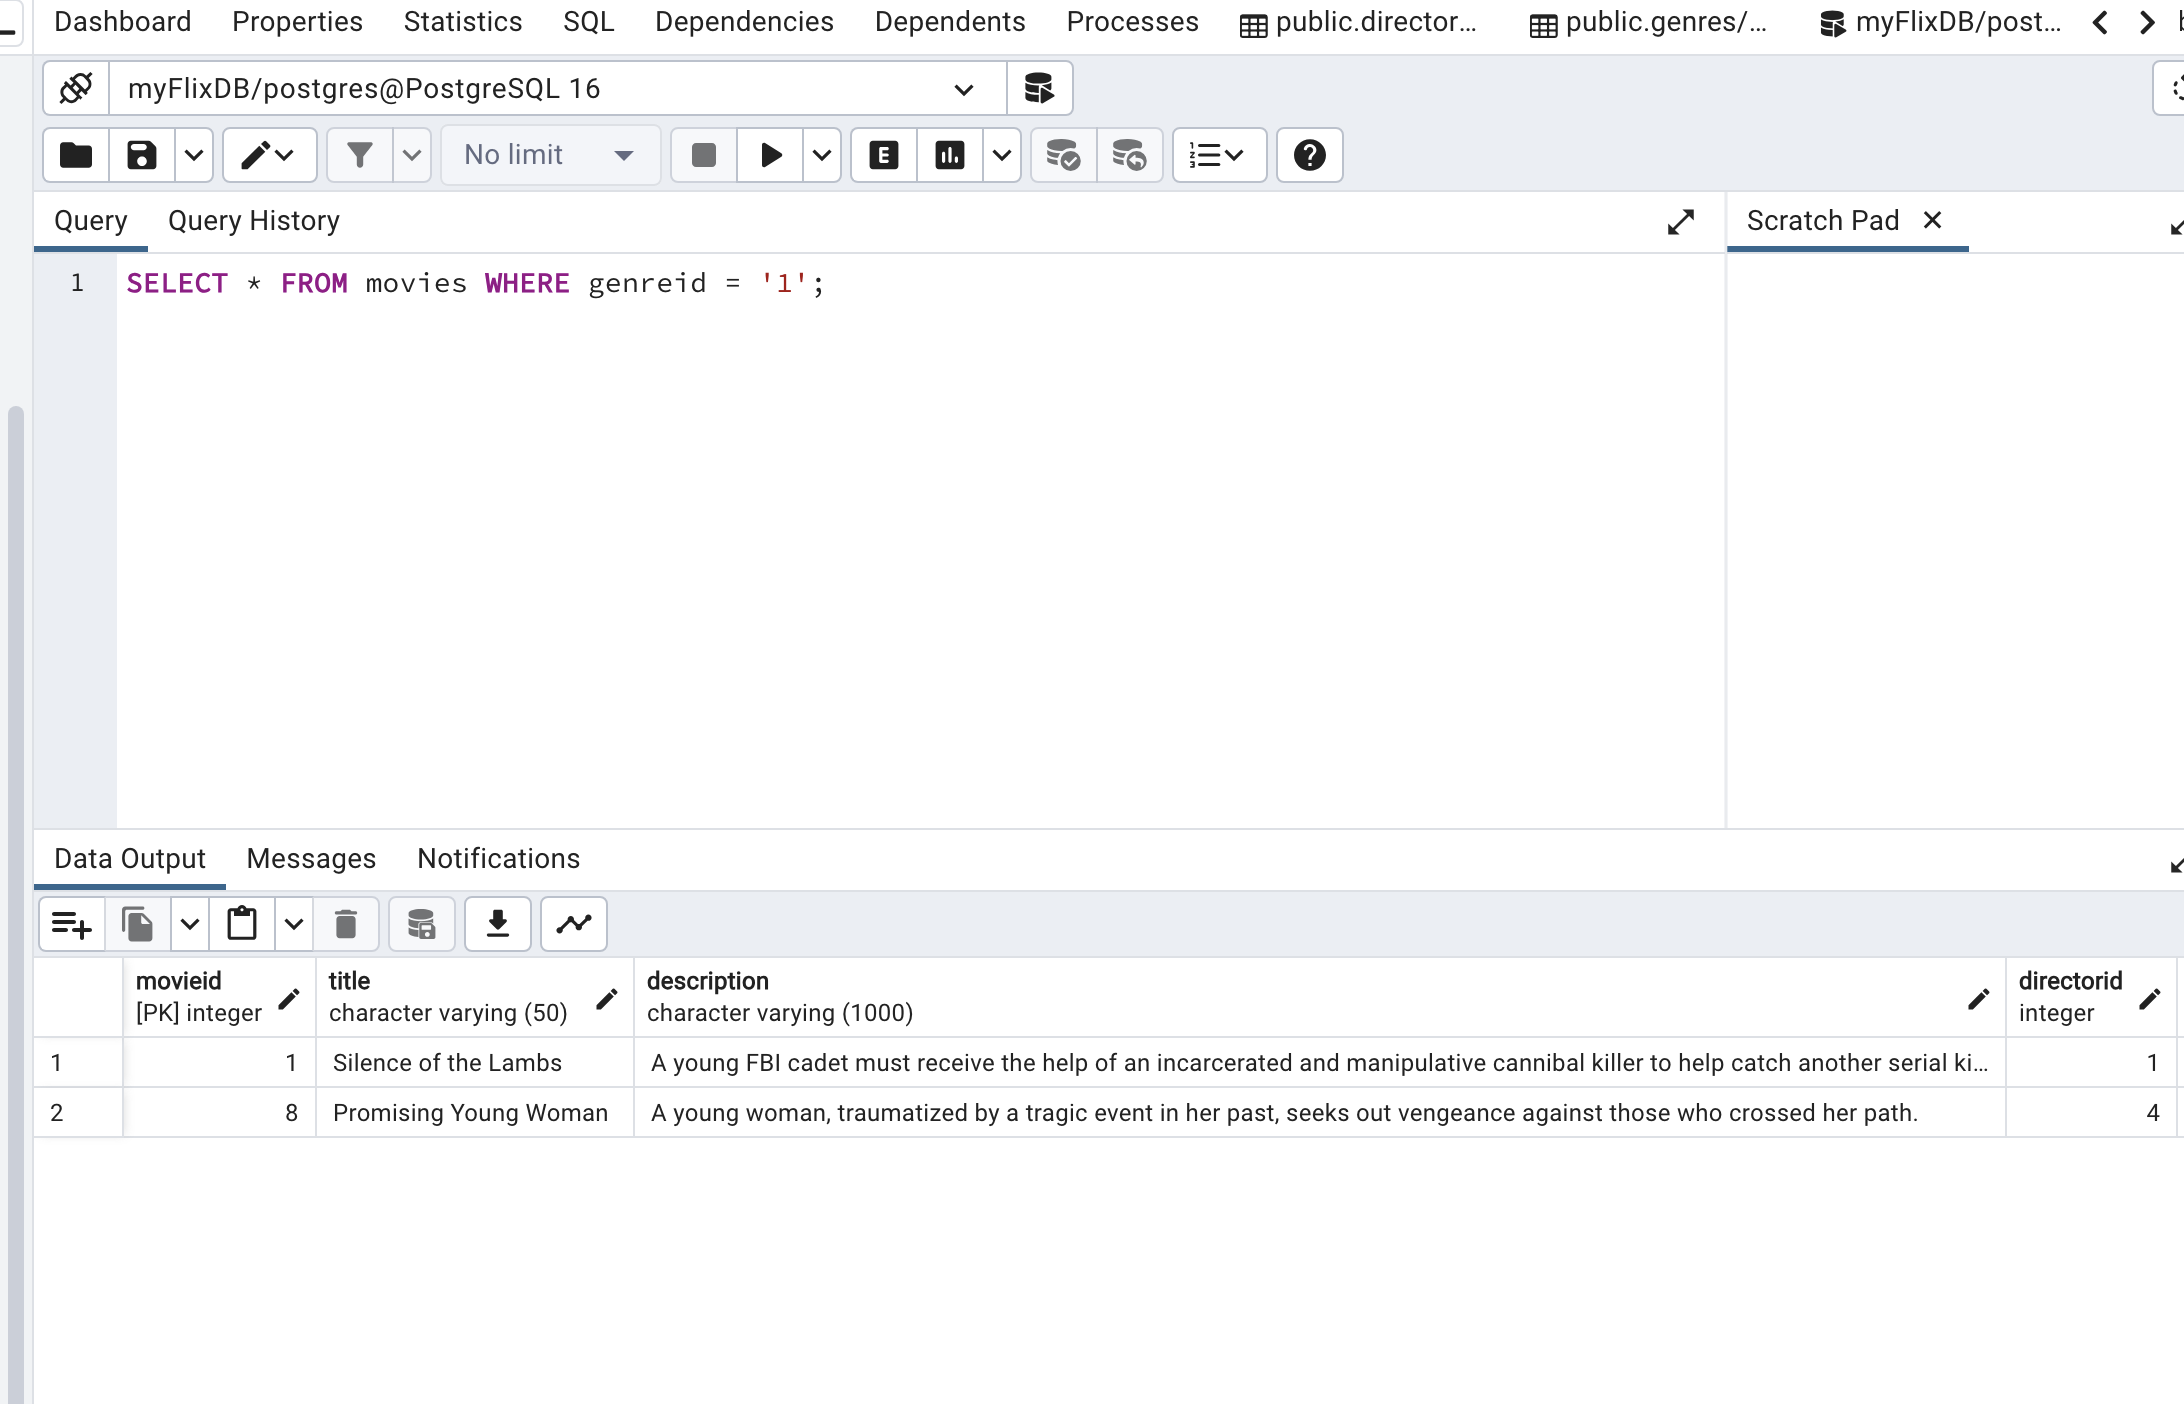 Dashboard Properties Statistics SQL Dependencies Dependents Processes public.director... public.genres/... myFlixDB/post...
myFlixDB/postgres@PostgreSQL 16
No limit E
Query Query History Scratch Pad
1 SELECT * FROM movies WHERE genreid = '1';
Data Output Messages Notifications
movieid title description directorid
[PK] integer character varying (50) character varying (1000) integer
1 1 Silence of the Lambs A young FBI cadet must receive the help of an incarcerated and manipulative cannibal killer to help catch another serial ki... 1
2 8 Promising Young Woman A young woman, traumatized by a tragic event in her past, seeks out vengeance against those who crossed her path. 4